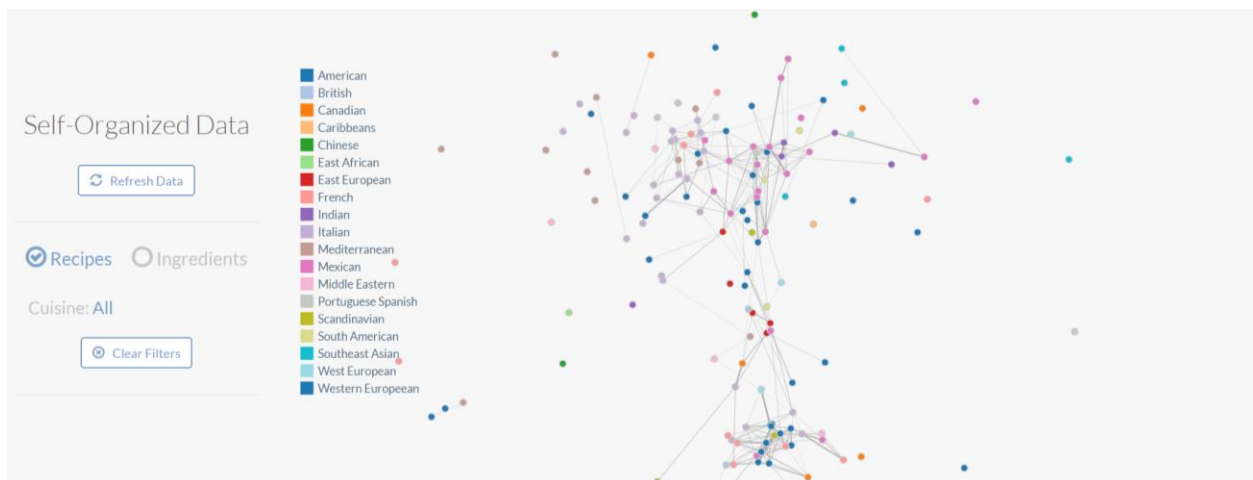 Self-Organized Data
Refresh Data
Recipes Ingredients
Cuisine: All
Clear Filters
American
British
Canadian
Caribbeans
Chinese
East African
East European
French
Indian
Italian
Mediterranean
Mexican
Middle Eastern
Portuguese Spanish
Scandinavian
South American
Southeast Asian
West European
Western Europeean